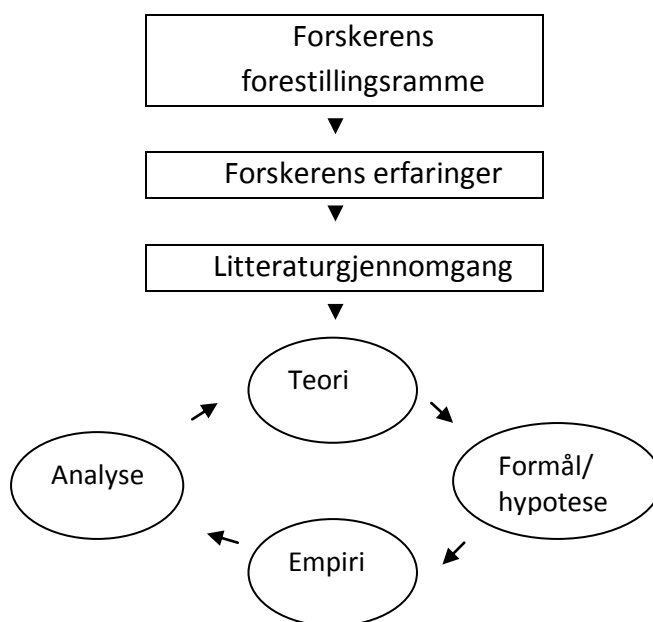 Forskerens
forestillingsramme
Forskerens erfaringer
Litteraturgjennomgang
Teori
Analyse
Formål/
hypotese
Empiri